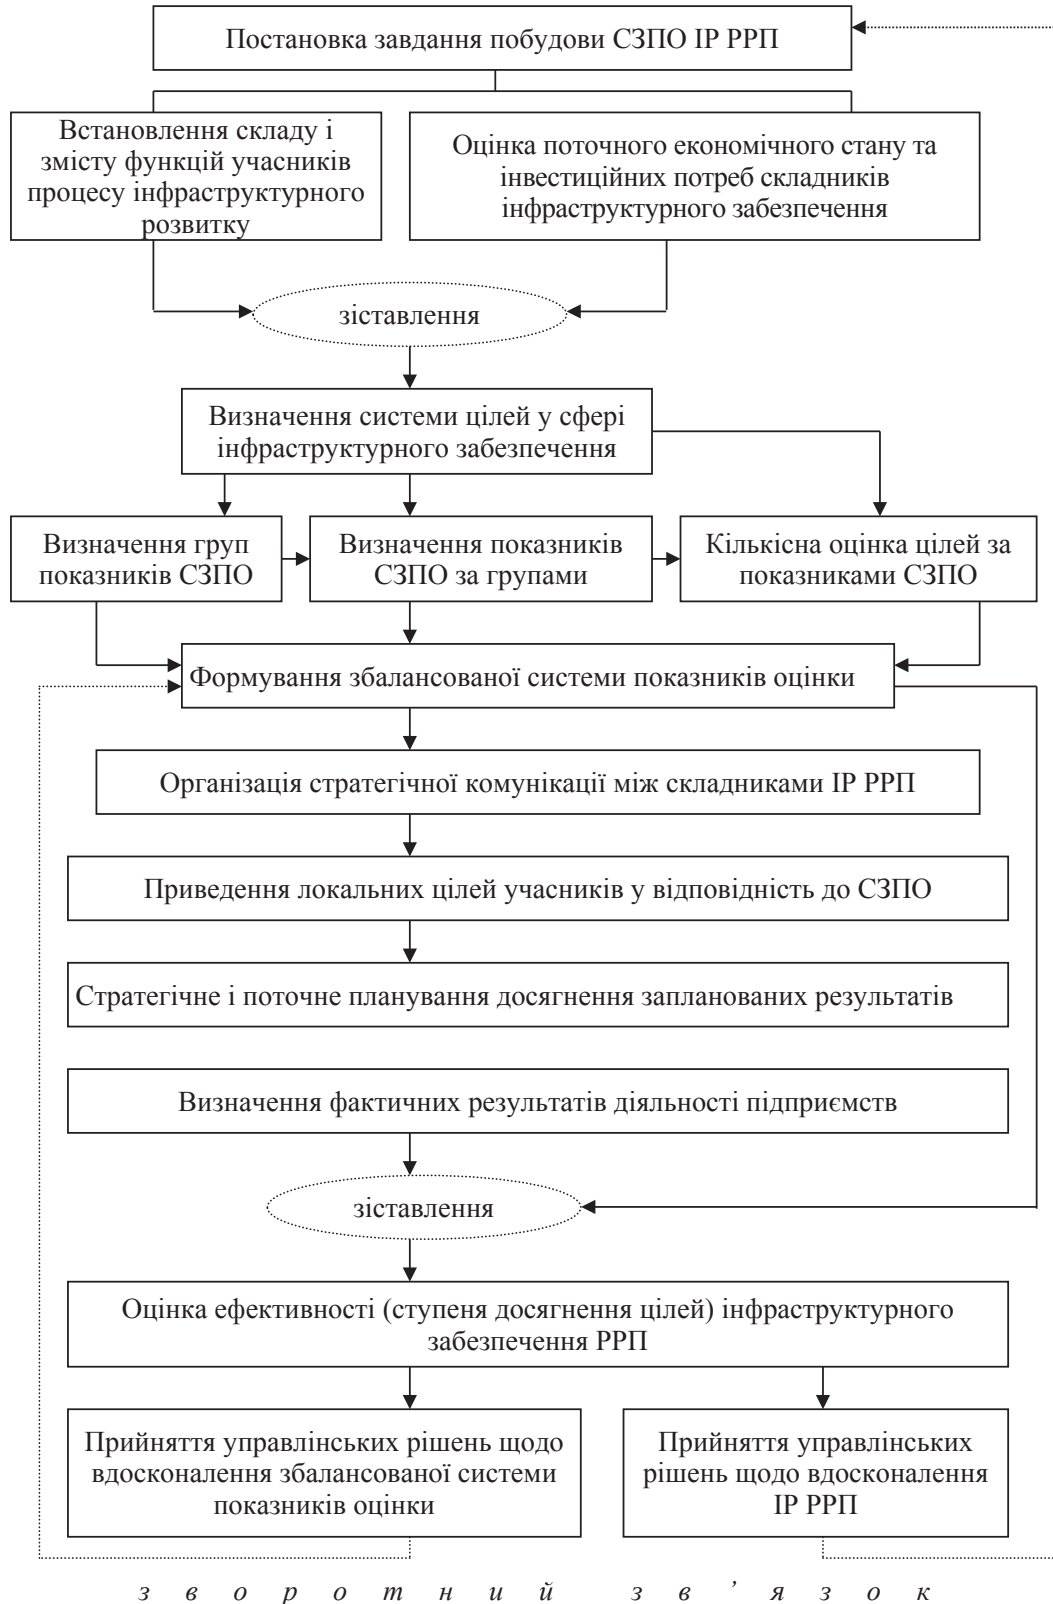 Постановка завдання побудови СЗПО ІР РРП
Встановлення складу і
змісту функцій учасників
процесу інфраструктурного
розвитку
Оцінка поточного економічного стану та
інвестиційних потреб складників
інфраструктурного забезпечення
зіставлення
Визначення системи цілей у сфері
інфраструктурного забезпечення
Визначення груп
показників СЗПО
Визначення показників
СЗПО за групами
Кількісна оцінка цілей за
показниками СЗПО
Формування збалансованої системи показників оцінки
Організація стратегічної комунікації між складниками ІР РРП
Приведення локальних цілей учасників у відповідність до СЗПО
Стратегічне і поточне планування досягнення запланованих результатів
Визначення фактичних результатів діяльності підприємств
зіставлення
Оцінка ефективності (ступеня досягнення цілей) інфраструктурного
забезпечення РРП
Прийняття управлінських рішень щодо
вдосконалення збалансованої системи
показників оцінки
Прийняття управлінських
рішень щодо вдосконалення
ІР РРП
з в о р о т н и й з в ’ я з о к